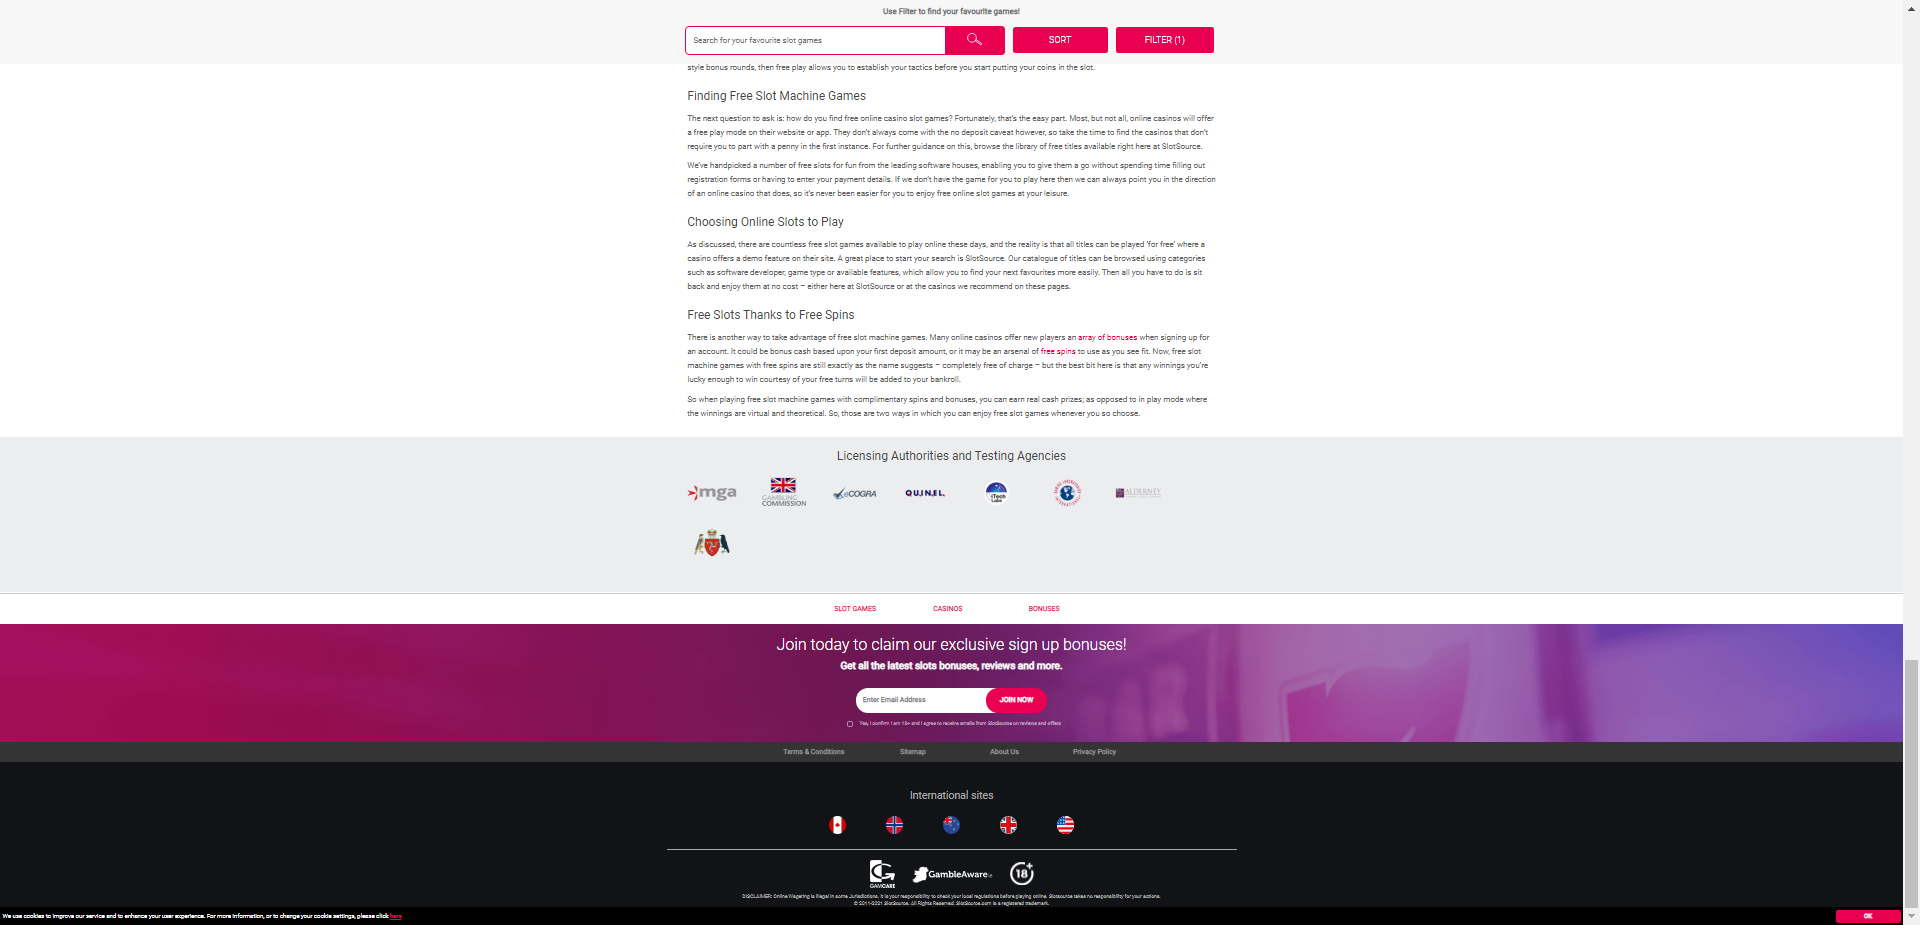 Use Filter to find your favourite games!
Search for your favourite slot games
SORT
FILTER (1)
style bonus rounds, then free play allows you to establish your tactics before you start putting your coins in the slot.
Finding Free Slot Machine Games
The next question to ask is: how do you find free online casino slot games? Fortunately, that's the easy part. Most, but not all, online casinos will offer
a free play mode on their website or app. They don't always come with the no deposit caveat however, so take the time to find the casinos that don't
require you to part with a penny in the first instance. For further guidance on this, browse the library of free titles available right here at SlotSource.
We've handpicked a number of free slots for fun from the leading software houses, enabling you to give them a go without spending time filling out
registration forms or having to enter your payment details. If we don't have the game for you to play here then we can always point you in the direction
of an online casino that does, so it's never been easier for you to enjoy free online slot games at your leisure.
Choosing Online Slots to Play
As discussed, there are countless free slot games available to play online these days, and the reality is that all titles can be played 'for free' where a
casino offers a demo feature on their site. A great place to start your search is SlotSource. Our catalogue of titles can be browsed using categories
such as software developer, game type or available features, which allow you to find your next favourites more easily. Then all you have to do is sit
back and enjoy them at no cost – either here at SlotSource or at the casinos we recommend on these pages.
Free Slots Thanks to Free Spins
There is another way to take advantage of free slot machine games. Many online casinos offer new players an array of bonuses when signing up for
an account. It could be bonus cash based upon your first deposit amount, or it may be an arsenal of free spins to use as you see fit. Now, free slot
machine games with free spins are still exactly as the name suggests – completely free of charge – but the best bit here is that any winnings you're
lucky enough to win courtesy of your free turns will be added to your bankroll.
So when playing free slot machine games with complimentary spins and bonuses, you can earn real cash prizes; as opposed to in play mode where
the winnings are virtual and theoretical. So, those are two ways in which you can enjoy free slot games whenever you so choose.
Licensing Authorities and Testing Agencies
mga
GAMBLING
COMMISSION
eCOGRA
QUINEL
iTech
Labs
ALDERNEY
SLOT GAMES
CASINOS
BONUSES
Join today to claim our exclusive sign up bonuses!
Get all the latest slots bonuses, reviews and more.
Enter Email Address
JOIN NOW
Yes, I confirm I am 18+ and I agree to receive emails from SlotSource on reviews and offers
Terms & Conditions
Sitemap
About Us
Privacy Policy
International sites
GAMCARE
GambleAware
18+
DISCLAIMER: Online Wagering is illegal in some Jurisdictions. It is your responsibility to check your local regulations before playing online. Slotsource takes no responsibility for your actions.
© 2011-2021 SlotSource. All Rights Reserved. SlotSource.com is a registered trademark.
We use cookies to improve our service and to enhance your user experience. For more information, or to change your cookie settings, please click here
OK